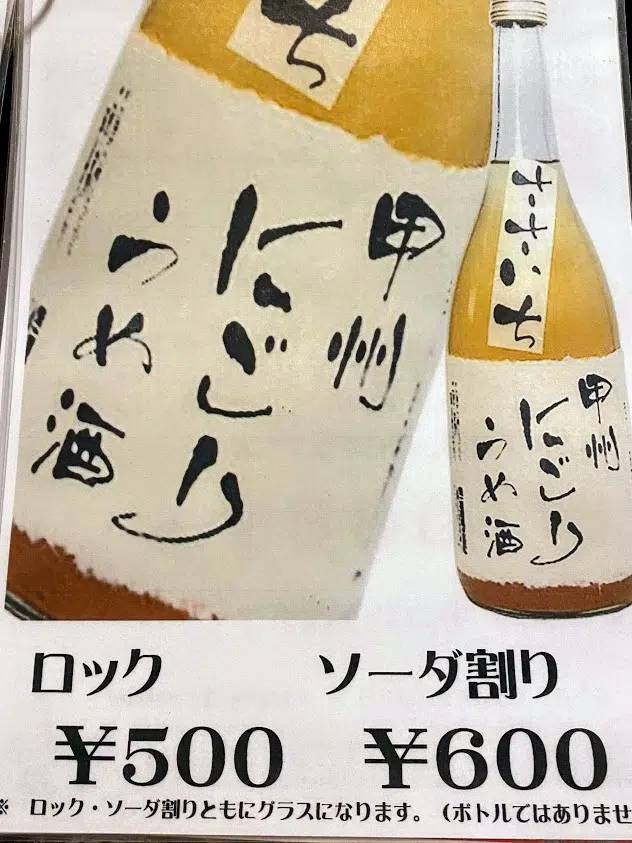 ち
甲州
にごり
うめ酒
ささいち
甲州
にごり
うめ酒
ロック
ソーダ割り
¥500
¥600
※ ロック・ソーダ割りともにグラスになります。(ボトルではありませ